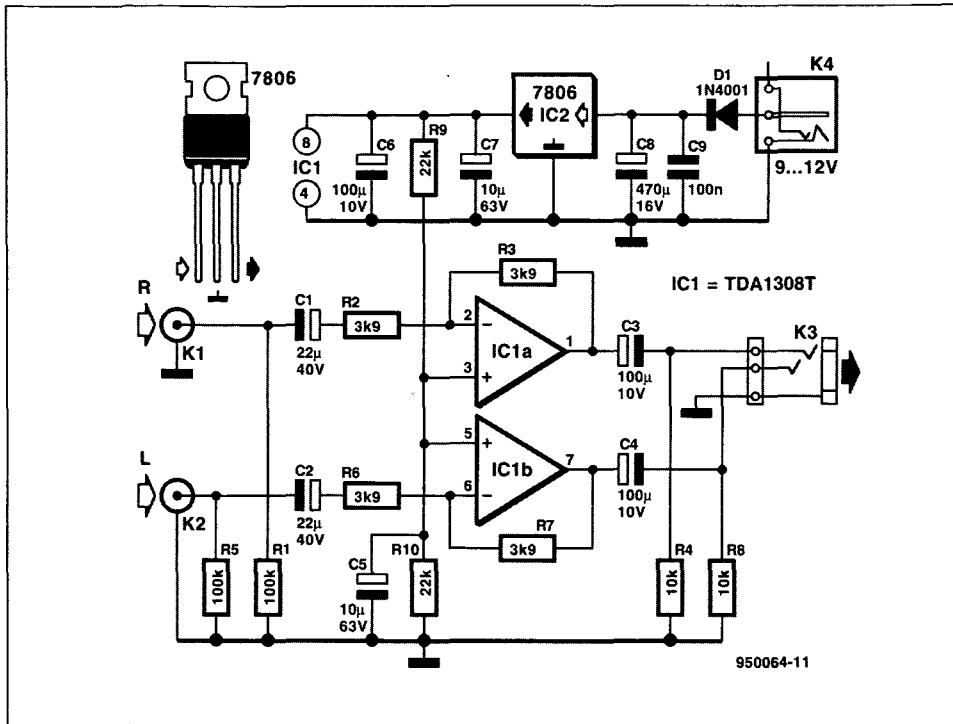 7806
8
IC1
4
C6
100µ
10V
R9
22k
C7
10µ
63V
7806
IC2
C8
470µ
16V
C9
100n
D1
1N4001
K4
9...12V
R
K1
C1
22µ
40V
R2
3k9
R3
3k9
2
−
3
+
IC1a
1
IC1 = TDA1308T
C3
100µ
10V
K3
L
K2
C2
22µ
40V
R6
3k9
5
+
6
−
IC1b
7
C4
100µ
10V
R7
3k9
R5
100k
R1
100k
C5
10µ
63V
R10
22k
R4
10k
R8
10k
950064-11